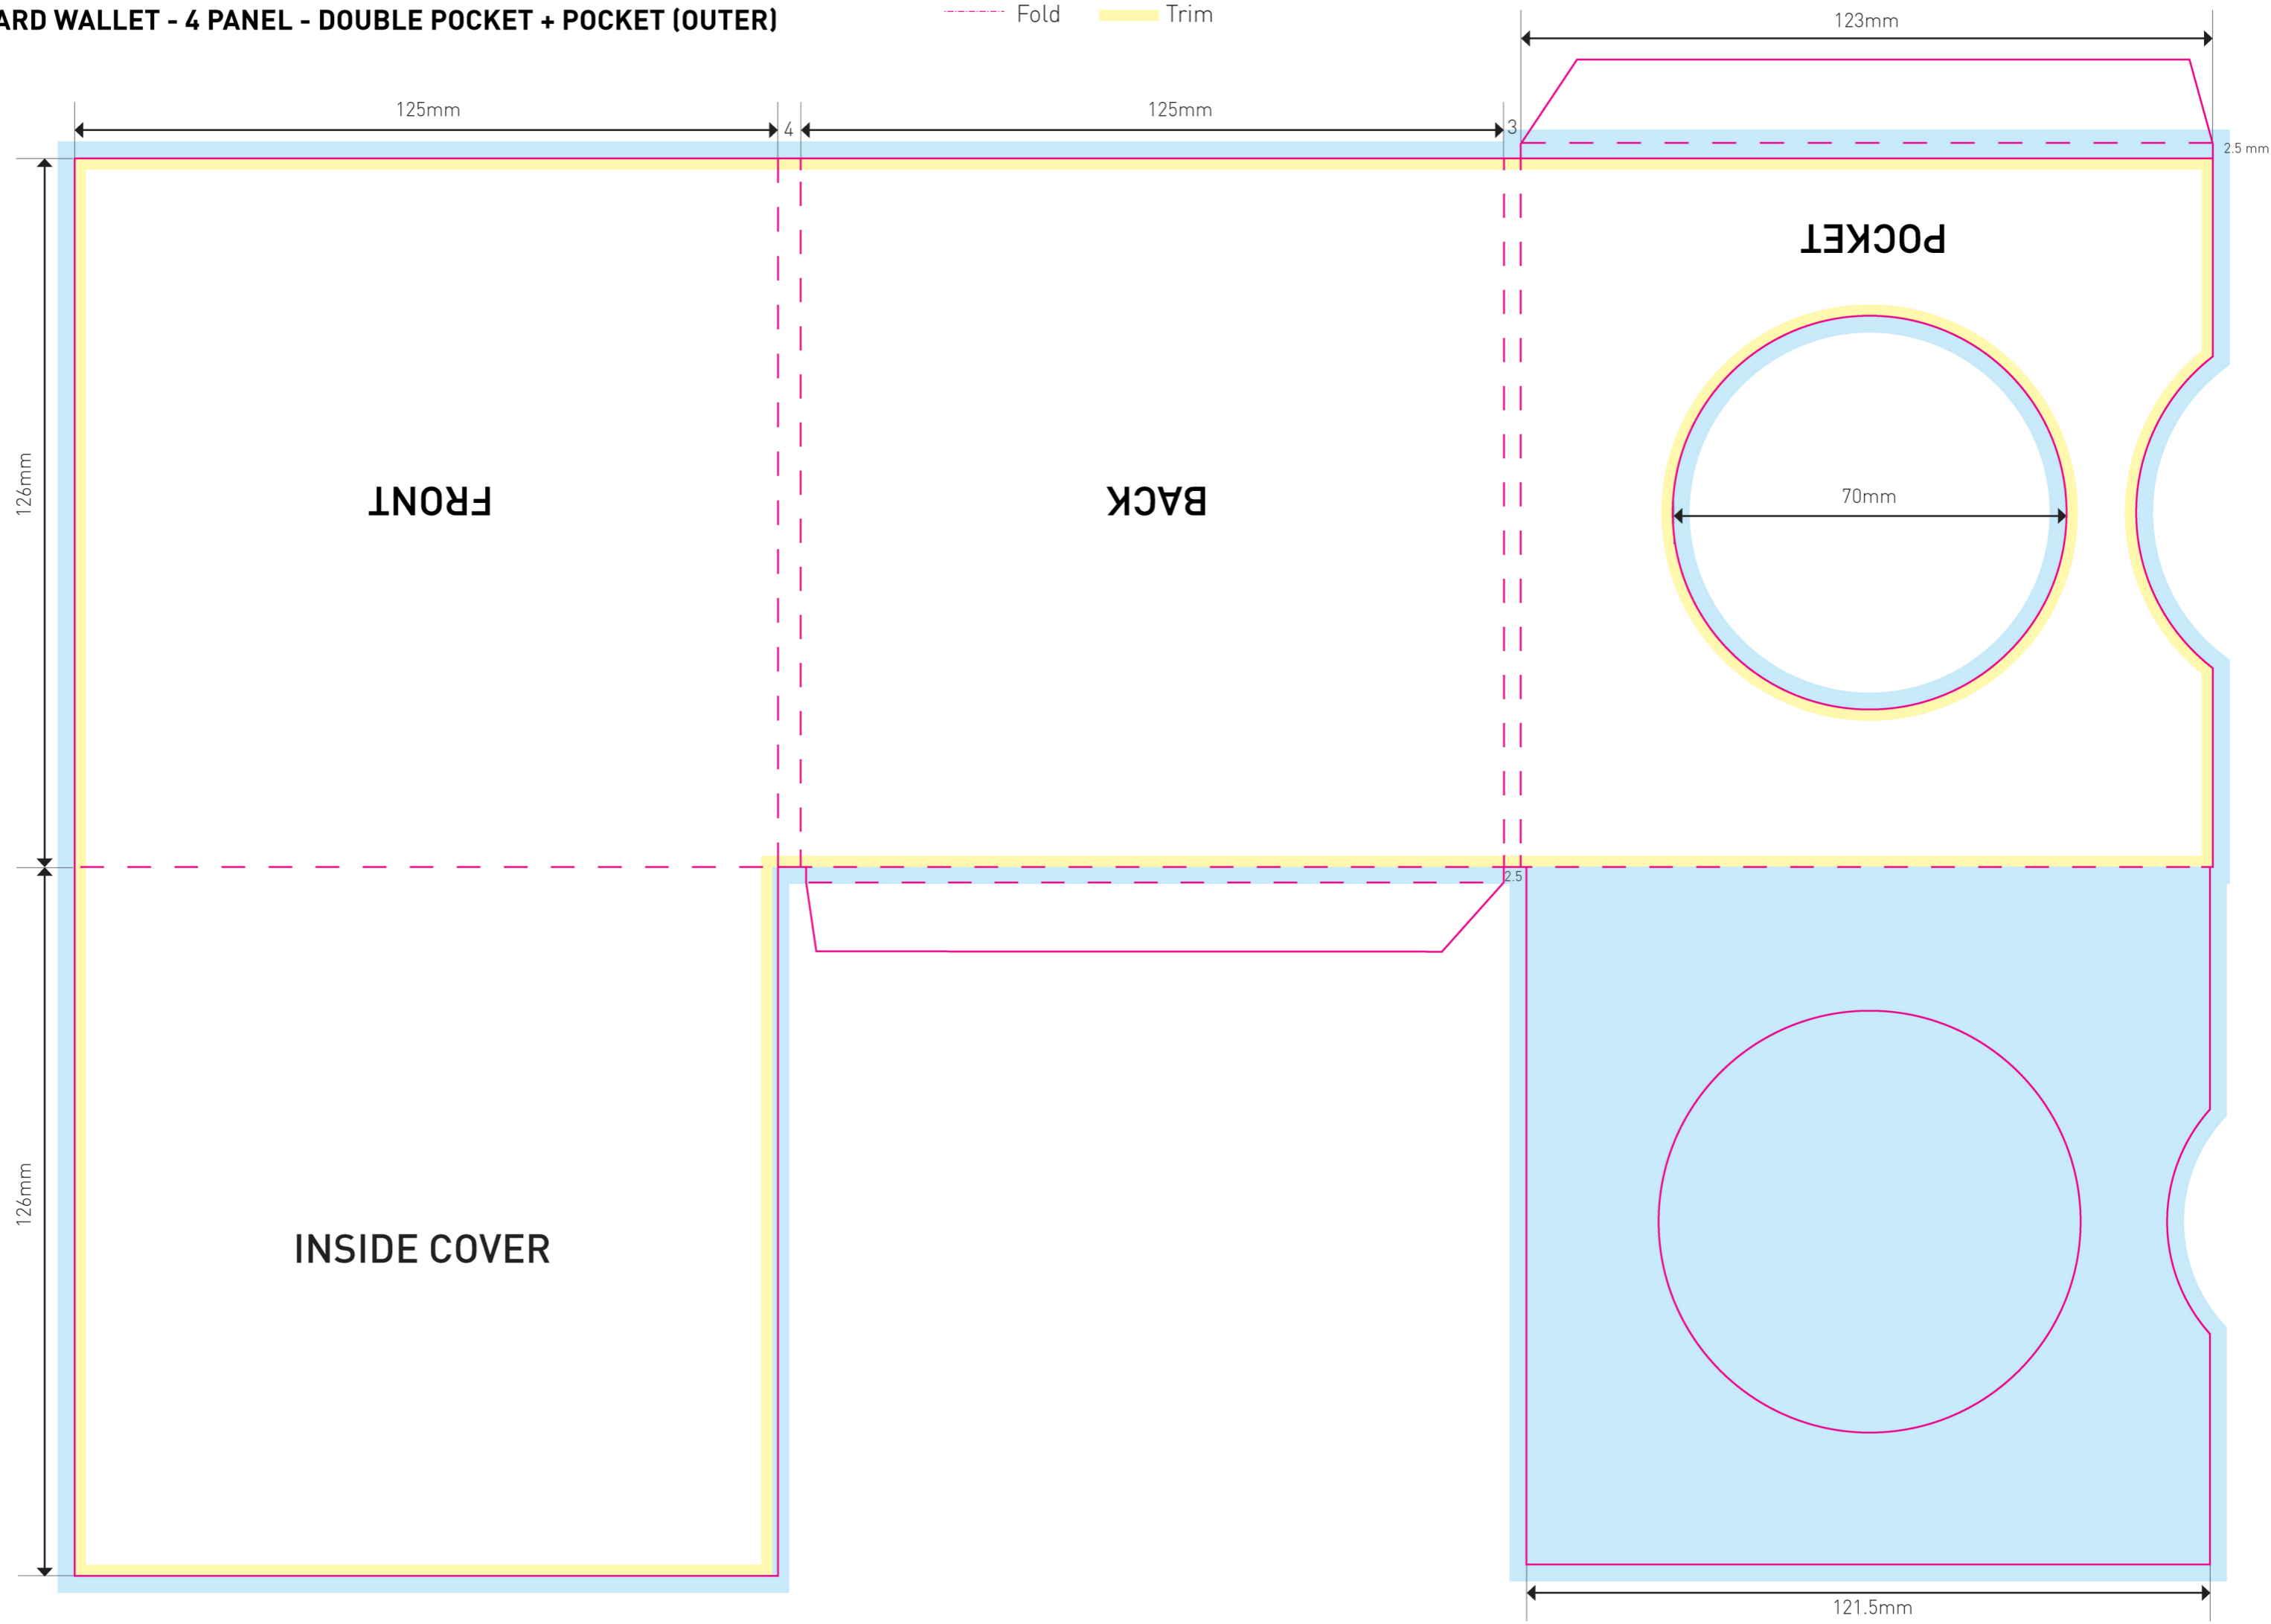 ARD WALLET - 4 PANEL - DOUBLE POCKET + POCKET (OUTER)
Fold
Trim
123mm
125mm
4
125mm
3
2.5 mm
POCKET
126mm
FRONT
BACK
70mm
2.5
126mm
INSIDE COVER
121.5mm